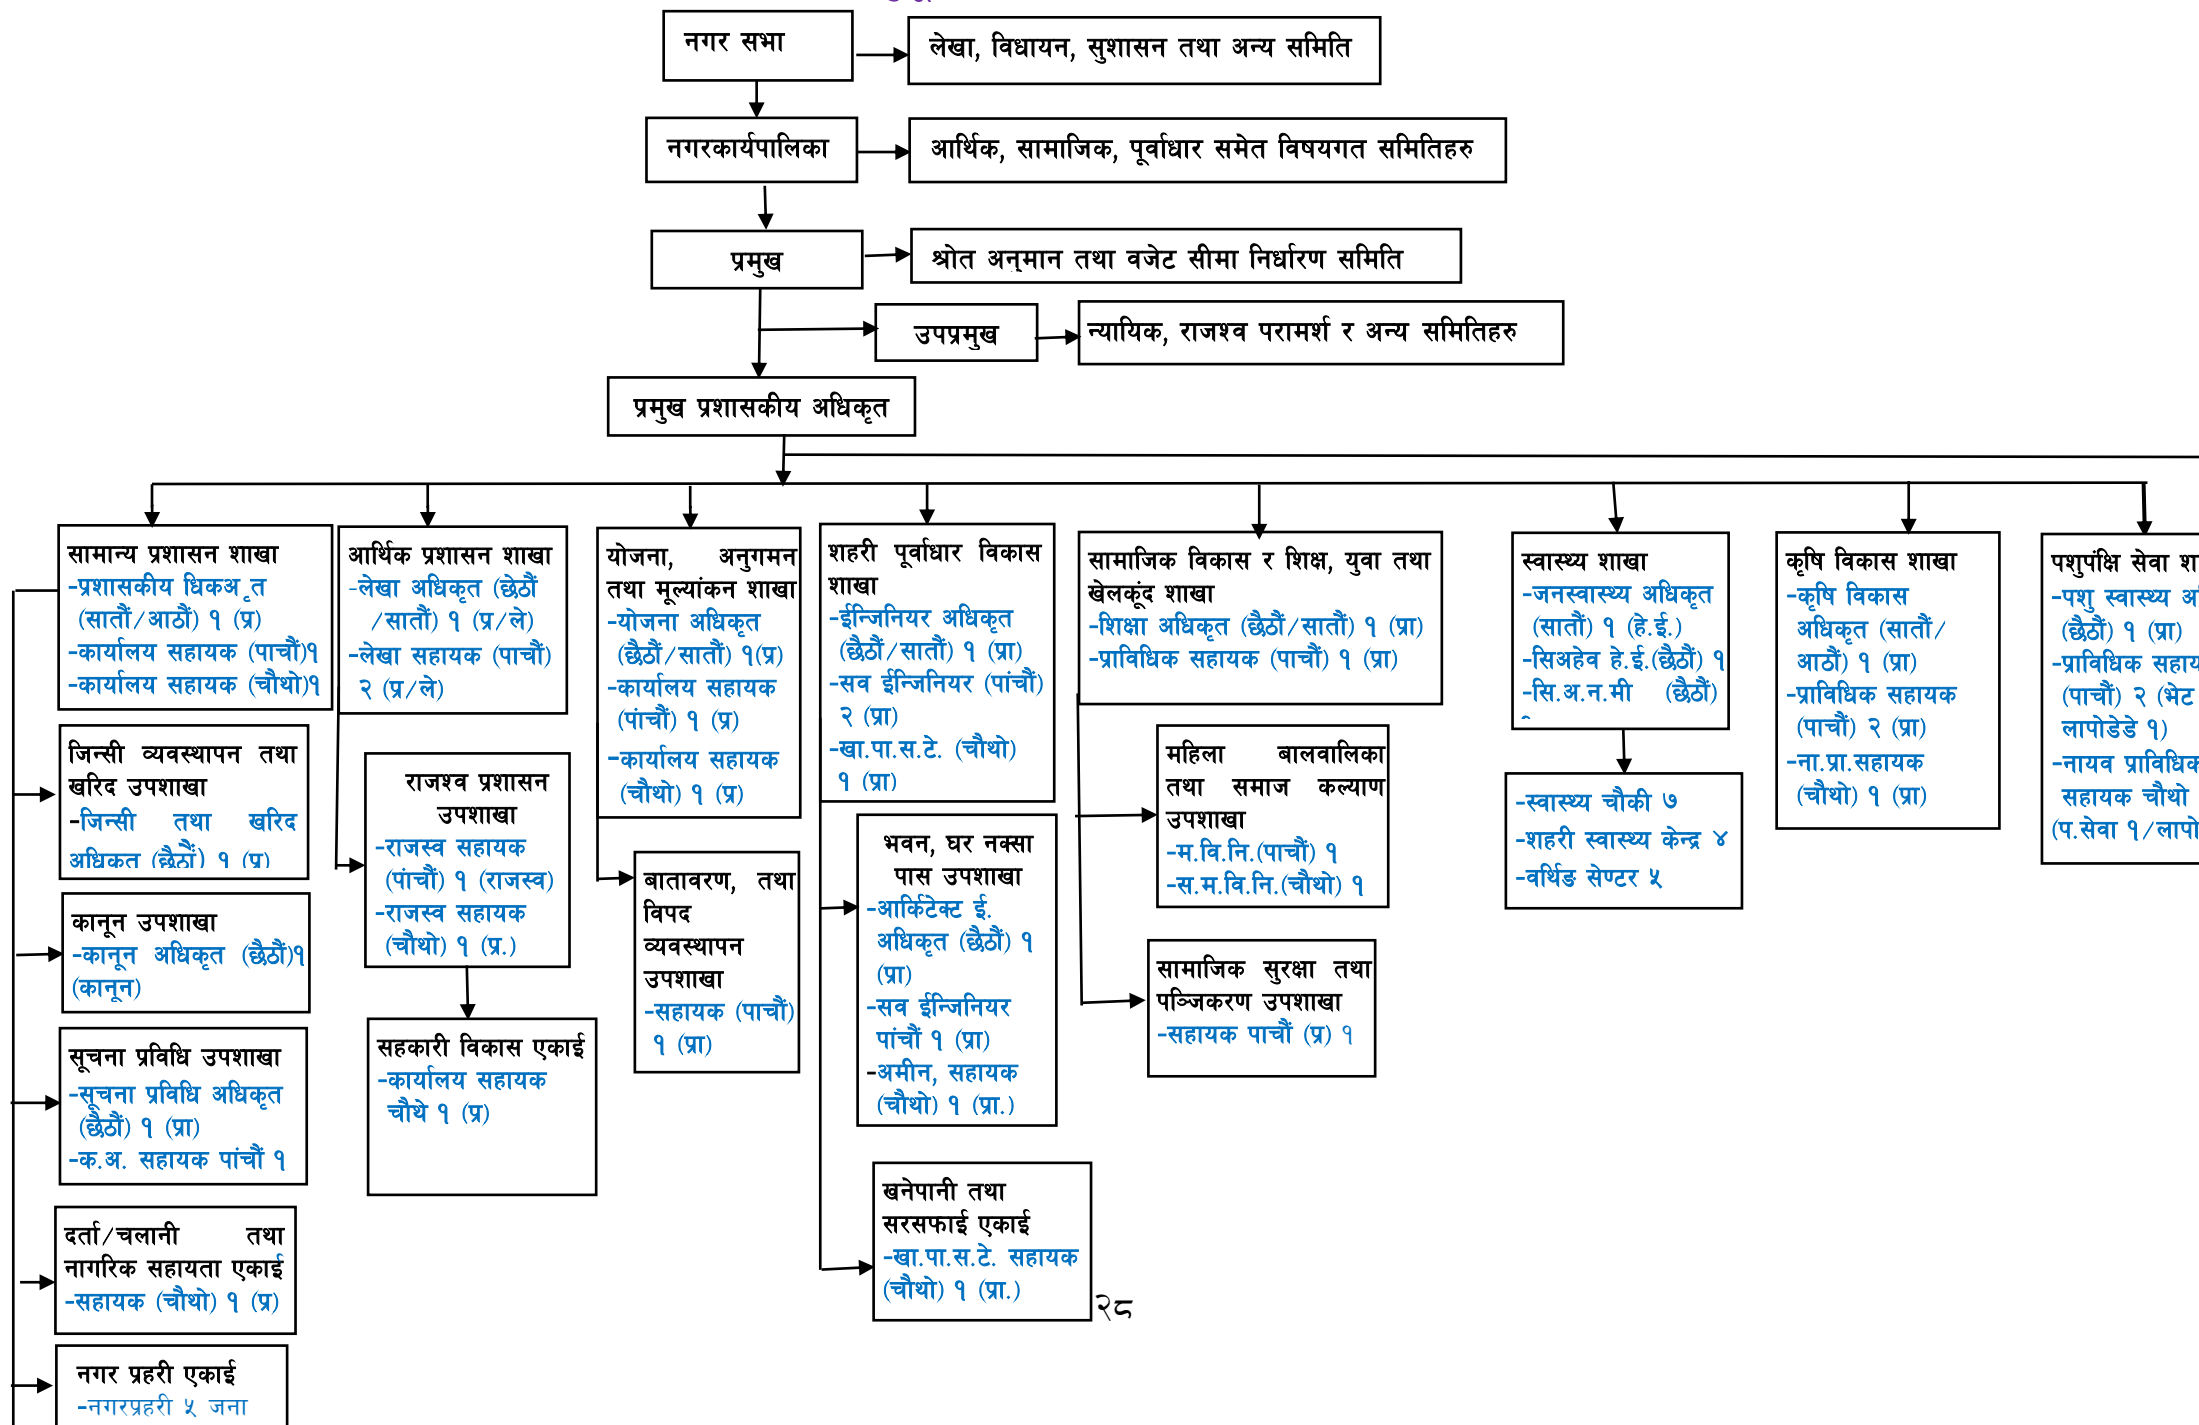 नगर सभा
लेखा, विधायन, सुशासन तथा अन्य समिति
नगरकार्यपालिका
आर्थिक, सामाजिक, पूर्वाधार समेत विषयगत समितिहरु
प्रमुख
श्रोत अनुमान तथा वजेट सीमा निर्धारण समिति
उपप्रमुख
न्यायिक, राजश्व परामर्श र अन्य समितिहरु
प्रमुख प्रशासकीय अधिकृत
सामान्य प्रशासन शाखा
-प्रशासकीय धिकअृत
(सातौं/आठौं) १ (प्र)
-कार्यालय सहायक (पाचौं)१
-कार्यालय सहायक (चौथो)१
जिन्सी व्यवस्थापन तथा
खरिद उपशाखा
-जिन्सी तथा खरिद
अधिकृत (छैठौं) १ (प्र)
कानून उपशाखा
-कानून अधिकृत (छैठौं)१
(कानून)
सूचना प्रविधि उपशाखा
-सूचना प्रविधि अधिकृत
(छैठौं) १ (प्रा)
-क.अ. सहायक पांचौं १
दर्ता/चलानी तथा
नागरिक सहायता एकाई
-सहायक (चौथो) १ (प्र)
नगर प्रहरी एकाई
-नगरप्रहरी ५ जना
आर्थिक प्रशासन शाखा
-लेखा अधिकृत (छेठौं
/सातौं) १ (प्र/ले)
-लेखा सहायक (पाचौं)
२ (प्र/ले)
राजश्व प्रशासन
उपशाखा
-राजस्व सहायक
(पांचौं) १ (राजस्व)
-राजस्व सहायक
(चौथो) १ (प्र.)
सहकारी विकास एकाई
-कार्यालय सहायक
चौथे १ (प्र)
योजना, अनुगमन
तथा मूल्यांकन शाखा
-योजना अधिकृत
(छैठौं/सातौं) १(प्र)
-कार्यालय सहायक
(पांचौं) १ (प्र)
-कार्यालय सहायक
(चौथो) १ (प्र)
बातावरण, तथा
विपद
व्यवस्थापन
उपशाखा
-सहायक (पाचौं)
१ (प्रा)
शहरी पूर्वाधार विकास
शाखा
-ईन्जिनियर अधिकृत
(छैठौं/सातौं) १ (प्रा)
-सव ईन्जिनियर (पांचौं)
२ (प्रा)
-खा.पा.स.टे. (चौथो)
१ (प्रा)
भवन, घर नक्सा
पास उपशाखा
-आर्किटेक्ट ई.
अधिकृत (छैठौं) १
(प्रा)
-सव ईन्जिनियर
पांचौं १ (प्रा)
-अमीन, सहायक
(चौथो) १ (प्रा.)
खनेपानी तथा
सरसफाई एकाई
-खा.पा.स.टे. सहायक
(चौथो) १ (प्रा.)
सामाजिक विकास र शिक्ष, युवा तथा
खेलकूंद शाखा
-शिक्षा अधिकृत (छैठौं/सातौं) १ (प्रा)
-प्राविधिक सहायक (पाचौं) १ (प्रा)
महिला बालवालिका
तथा समाज कल्याण
उपशाखा
-म.वि.नि.(पाचौं) १
-स.म.वि.नि.(चौथो) १
सामाजिक सुरक्षा तथा
पञ्जिकरण उपशाखा
-सहायक पाचौं (प्र) १
स्वास्थ्य शाखा
-जनस्वास्थ्य अधिकृत
(सातौं) १ (हे.ई.)
-सिअहेव हे.ई.(छैठौं) १
-सि.अ.न.मी (छैठौं)
-स्वास्थ्य चौकी ७
-शहरी स्वास्थ्य केन्द्र ४
-वर्थिङ सेण्टर ५
कृषि विकास शाखा
-कृषि विकास
अधिकृत (सातौं/
आठौं) १ (प्रा)
-प्राविधिक सहायक
(पाचौं) २ (प्रा)
-ना.प्रा.सहायक
(चौथो) १ (प्रा)
पशुपंक्षि सेवा
-पशु स्वास्थ्य
(छैठौं) १ (प्रा)
-प्राविधिक
(पाचौं) २ (भेट
लापोडेडे १)
-नायव प्राविधिक
सहायक चौथो
(प.सेवा १/
२८